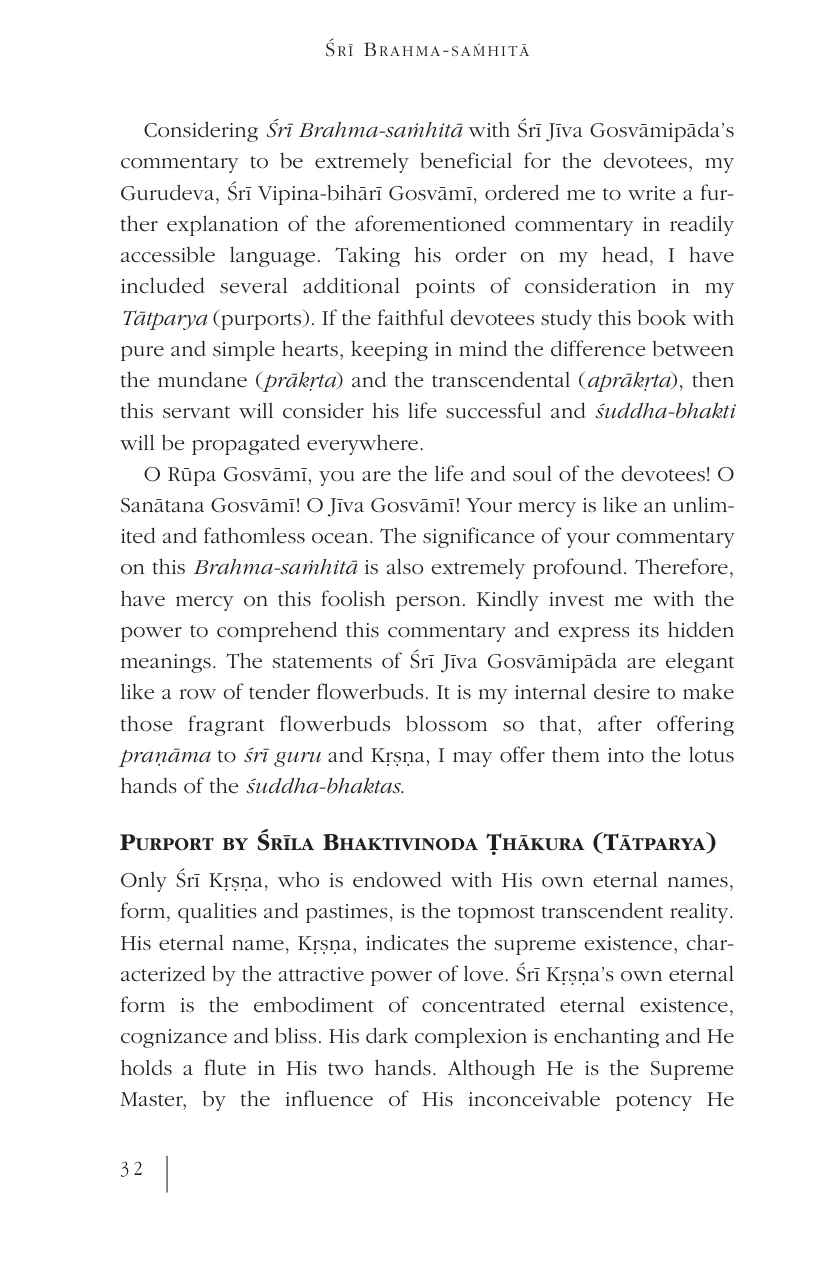 Śrī Brahma-saṁhitā
Considering Śrī Brahma-saṁhitā with Śrī Jīva Gosvāmipāda’s
commentary to be extremely beneficial for the devotees, my
Gurudeva, Śrī Vipina-bihārī Gosvāmī, ordered me to write a fur-
ther explanation of the aforementioned commentary in readily
accessible language. Taking his order on my head, I have
included several additional points of consideration in my
Tātparya (purports). If the faithful devotees study this book with
pure and simple hearts, keeping in mind the difference between
the mundane (prākṛta) and the transcendental (aprākṛta), then
this servant will consider his life successful and śuddha-bhakti
will be propagated everywhere.
O Rūpa Gosvāmī, you are the life and soul of the devotees! O
Sanātana Gosvāmī! O Jīva Gosvāmī! Your mercy is like an unlim-
ited and fathomless ocean. The significance of your commentary
on this Brahma-saṁhitā is also extremely profound. Therefore,
have mercy on this foolish person. Kindly invest me with the
power to comprehend this commentary and express its hidden
meanings. The statements of Śrī Jīva Gosvāmipāda are elegant
like a row of tender flowerbuds. It is my internal desire to make
those fragrant flowerbuds blossom so that, after offering
praṇāma to śrī guru and Kṛṣṇa, I may offer them into the lotus
hands of the śuddha-bhaktas.
Purport by Śrīla Bhaktivinoda Ṭhākura (Tātparya)
Only Śrī Kṛṣṇa, who is endowed with His own eternal names,
form, qualities and pastimes, is the topmost transcendent reality.
His eternal name, Kṛṣṇa, indicates the supreme existence, char-
acterized by the attractive power of love. Śrī Kṛṣṇa’s own eternal
form is the embodiment of concentrated eternal existence,
cognizance and bliss. His dark complexion is enchanting and He
holds a flute in His two hands. Although He is the Supreme
Master, by the influence of His inconceivable potency He
32